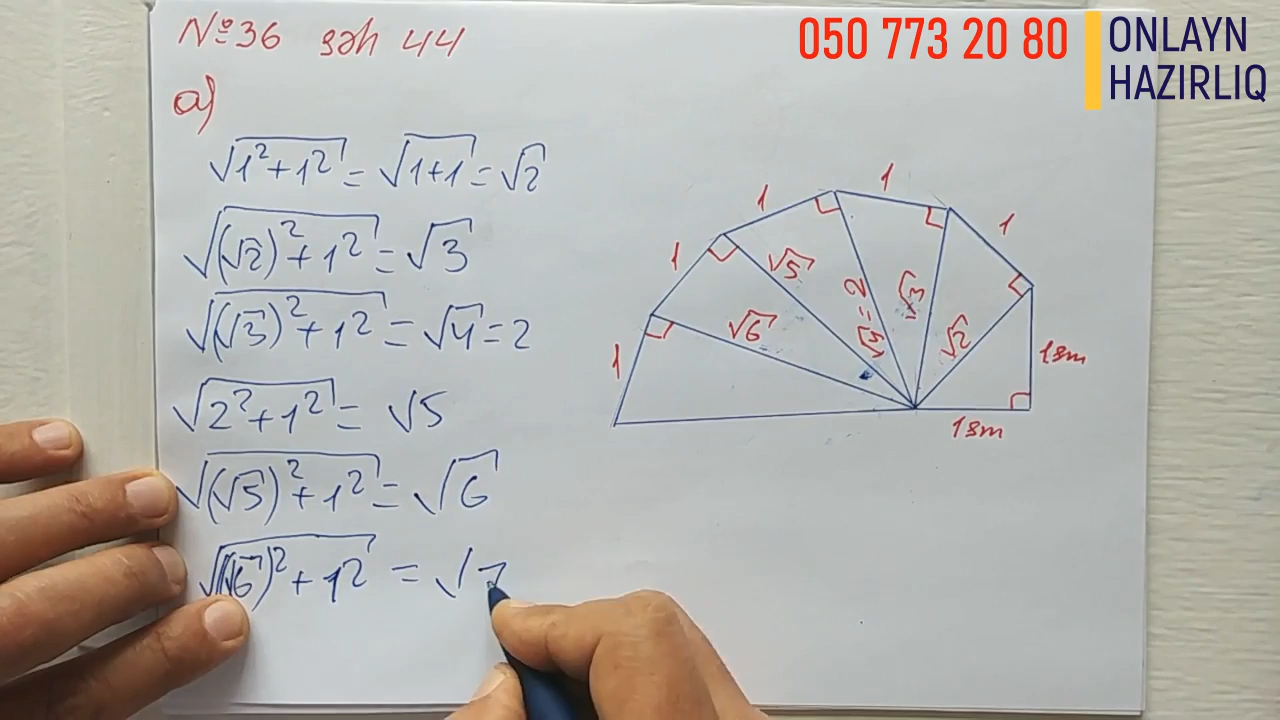 №36 səh 44
050 773 20 80
ONLAYN
HAZIRLIQ
a)
√(1²+1²) = √(1+1) = √2
√((√2)²+1²) = √3
√((√3)²+1²) = √4 = 2
√(2²+1²) = √5
√((√5)²+1²) = √6
√((√6)²+1²) = √7
1
1
1
1
1
√6
√5
√4 = 2
√3
√2
1sm
1sm